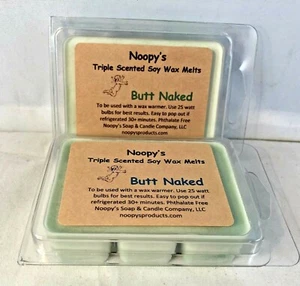 Noopy's
Triple Scented Soy Wax Melts
Butt Naked
To be used with a wax warmer. Use 25 watt
bulbs for best results. Easy to pop out if
refrigerated 30+ minutes. Phthalate Free
Noopy's Soap & Candle Company, LLC
noopysproducts.com
Noopy's
Triple Scented Soy Wax Melts
Butt Naked
To be used with a wax warmer. Use 25 watt
bulbs for best results. Easy to pop out if
refrigerated 30+ minutes. Phthalate Free
Noopy's Soap & Candle Company, LLC
noopysproducts.com